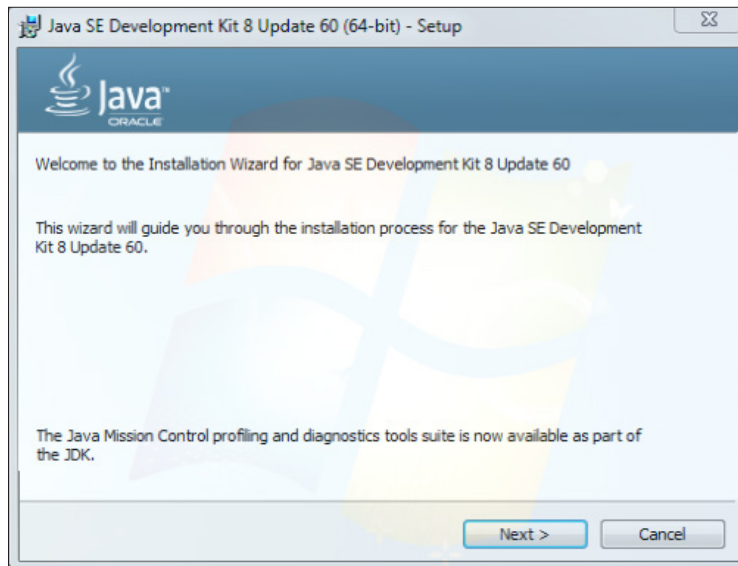 Java SE Development Kit 8 Update 60 (64-bit) - Setup
Java™
ORACLE
Welcome to the Installation Wizard for Java SE Development Kit 8 Update 60
This wizard will guide you through the installation process for the Java SE Development
Kit 8 Update 60.
The Java Mission Control profiling and diagnostics tools suite is now available as part of
the JDK.
Next >
Cancel